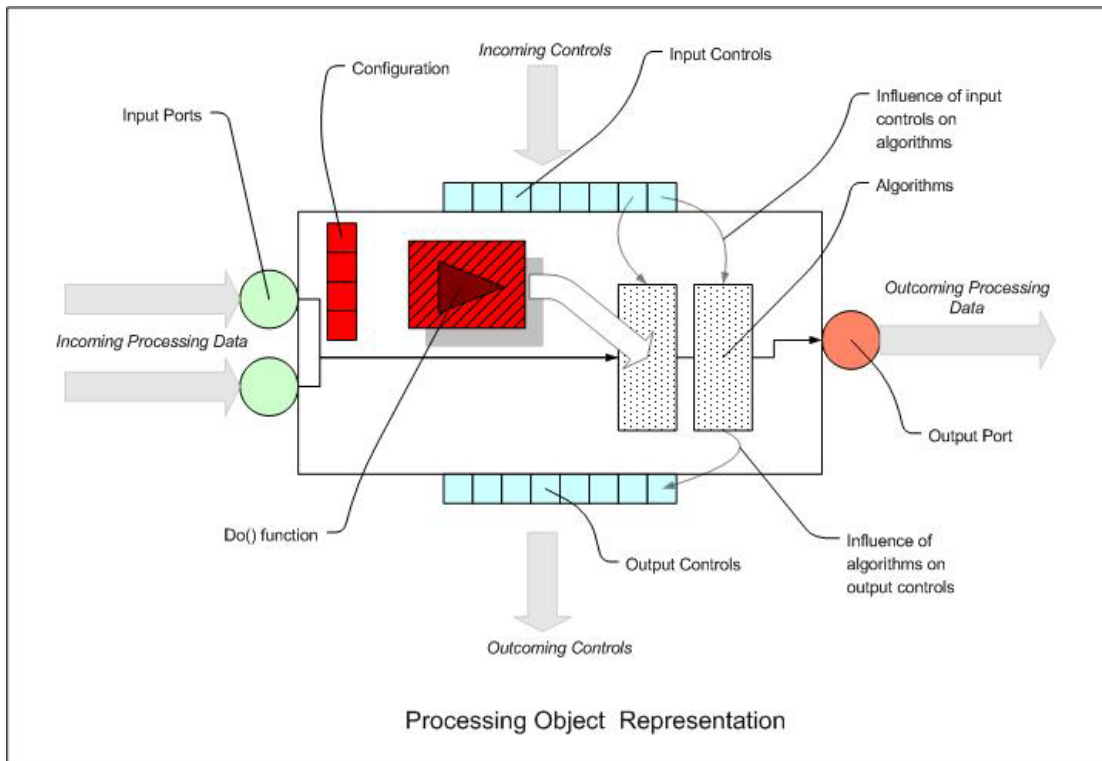 Incoming Controls
Input Controls
Configuration
Input Ports
Influence of input
controls on
algorithms
Algorithms
Outcoming Processing
Data
Incoming Processing Data
Output Port
Do() function
Output Controls
Influence of
algorithms on
output controls
Outcoming Controls
Processing Object Representation